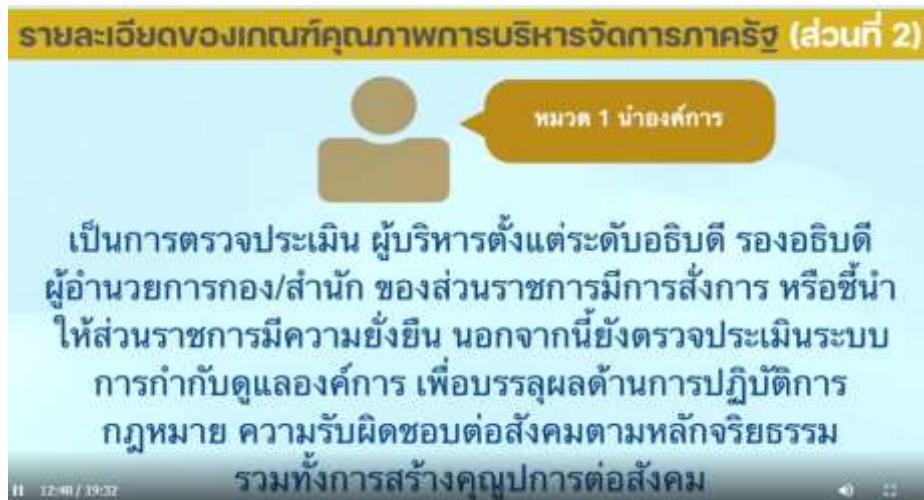 รายละเอียดของเกณฑ์คุณภาพการบริหารจัดการภาครัฐ (ส่วนที่ 2)
หมวด 1 นำองค์การ
เป็นการตรวจประเมิน ผู้บริหารตั้งแต่ระดับอธิบดี รองอธิบดี
ผู้อำนวยการกอง/สำนัก ของส่วนราชการมีการสั่งการ หรือชี้นำ
ให้ส่วนราชการมีความยั่งยืน นอกจากนี้ยังตรวจประเมินระบบ
การกำกับดูแลองค์การ เพื่อบรรลุผลด้านการปฏิบัติการ
กฎหมาย ความรับผิดชอบต่อสังคมตามหลักจริยธรรม
รวมทั้งการสร้างคุณูปการต่อสังคม
12:48 / 19:32